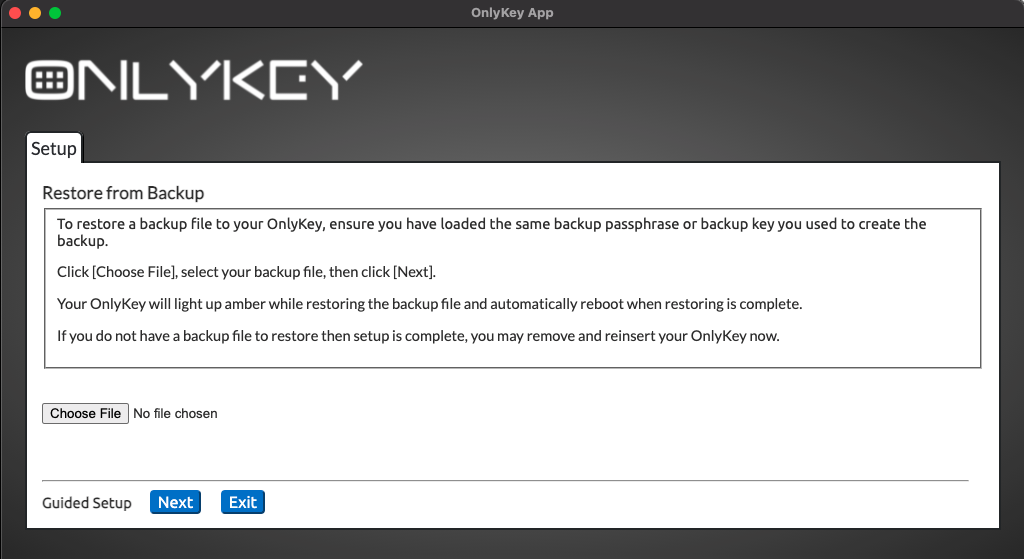 OnlyKey App
ONLYKEY
Setup
Restore from Backup
To restore a backup file to your OnlyKey, ensure you have loaded the same backup passphrase or backup key you used to create the
backup.
Click [Choose File], select your backup file, then click [Next].
Your OnlyKey will light up amber while restoring the backup file and automatically reboot when restoring is complete.
If you do not have a backup file to restore then setup is complete, you may remove and reinsert your OnlyKey now.
Choose File No file chosen
Guided Setup Next Exit